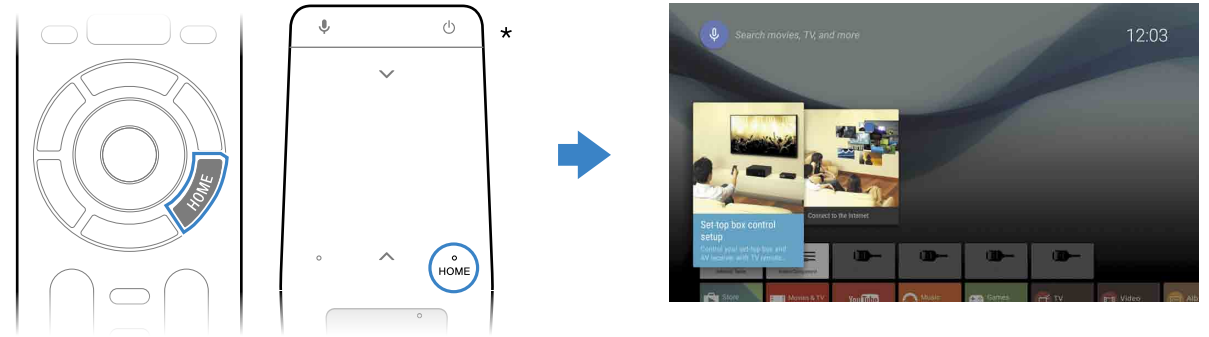 HOME
*
HOME
Search movies, TV, and more
12:03
Set-top box control
setup
Control your set-top box and
AV receiver with TV remote...
Connect to the Internet
Store
Movies & TV
YouTube
Music
Games
TV
Video
Alb